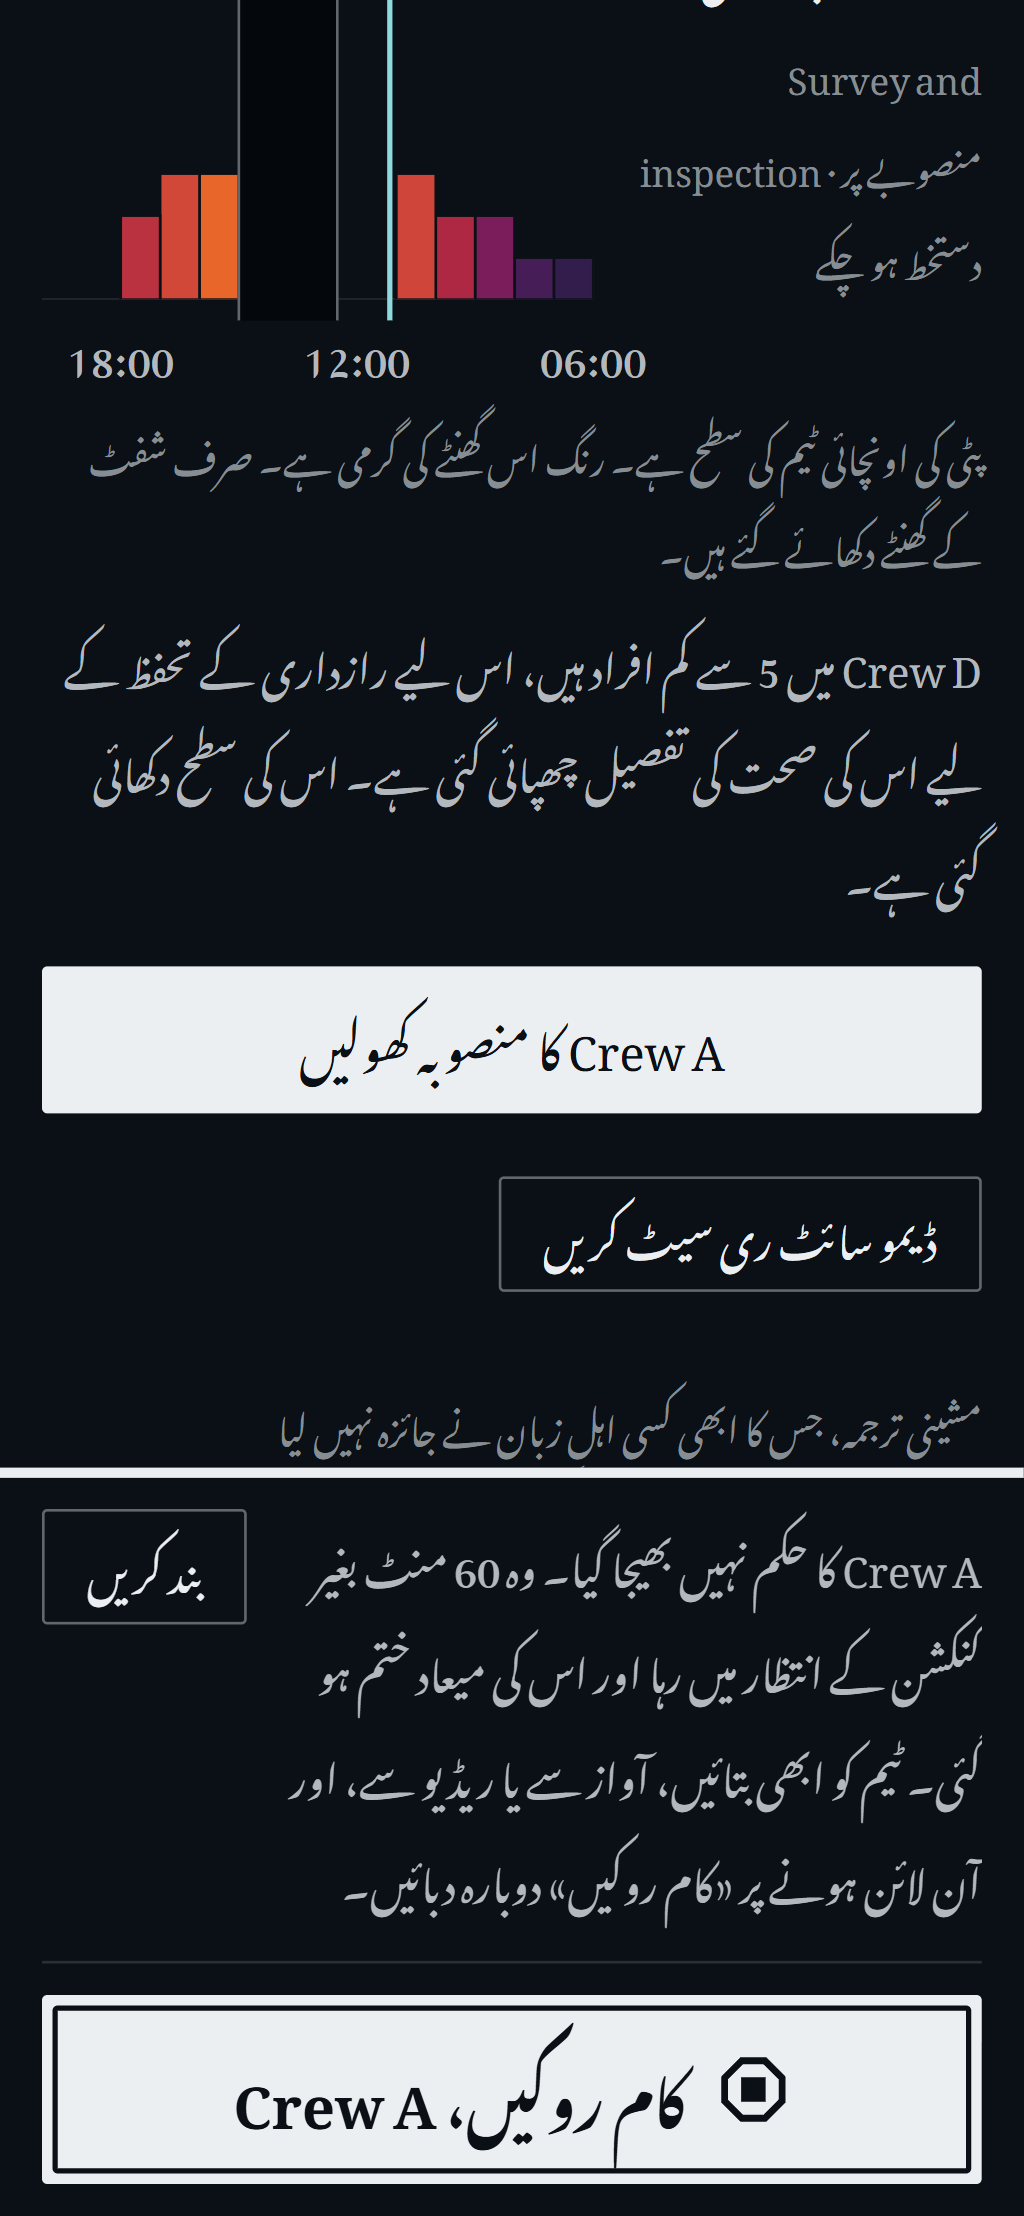 Survey and
inspection · منصوبے پر
دستخط ہو چکے
06:00
12:00
18:00
پٹی کی اونچائی ٹیم کی سطح ہے۔ رنگ اس گھنٹے کی گرمی ہے۔ صرف شفٹ
کے گھنٹے دکھائے گئے ہیں۔
Crew D میں 5 سے کم افراد ہیں، اس لیے رازداری کے تحفظ کے
لیے اس کی صحت کی تفصیل چھپائی گئی ہے۔ اس کی سطح دکھائی
گئی ہے۔
Crew A کا منصوبہ کھولیں
ڈیمو سائٹ ری سیٹ کریں
مشینی ترجمہ، جس کا ابھی کسی اہلِ زبان نے جائزہ نہیں لیا
Crew A کا حکم نہیں بھیجا گیا۔ وہ 60 منٹ بغیر
کنکشن کے انتظار میں رہا اور اس کی میعاد ختم ہو
گئی۔ ٹیم کو ابھی بتائیں، آواز سے یا ریڈیو سے، اور
آن لائن ہونے پر «کام روکیں» دوبارہ دبائیں۔
بند کریں
کام روکیں، Crew A